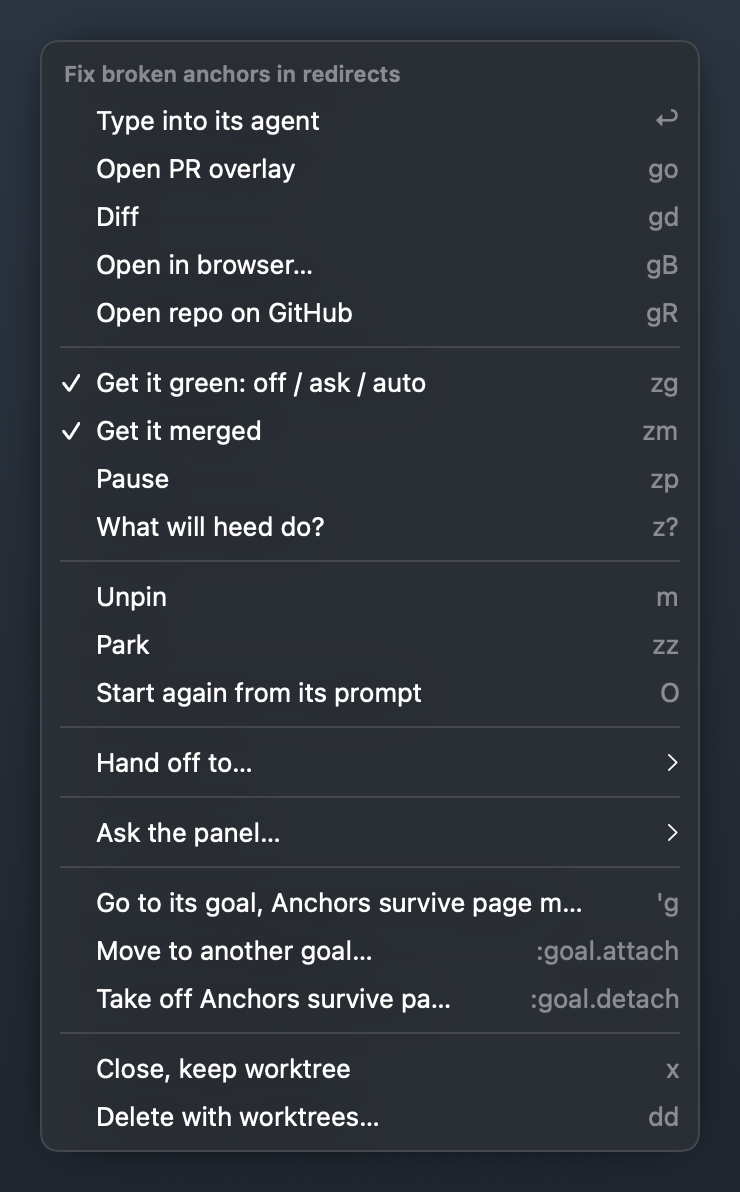 Fix broken anchors in redirects
Type into its agent ↩
Open PR overlay go
Diff gd
Open in browser... gB
Open repo on GitHub gR
✓ Get it green: off / ask / auto zg
✓ Get it merged zm
Pause zp
What will heed do? z?
Unpin m
Park zz
Start again from its prompt O
Hand off to... >
Ask the panel... >
Go to its goal, Anchors survive page m... 'g
Move to another goal... :goal.attach
Take off Anchors survive pa... :goal.detach
Close, keep worktree x
Delete with worktrees... dd